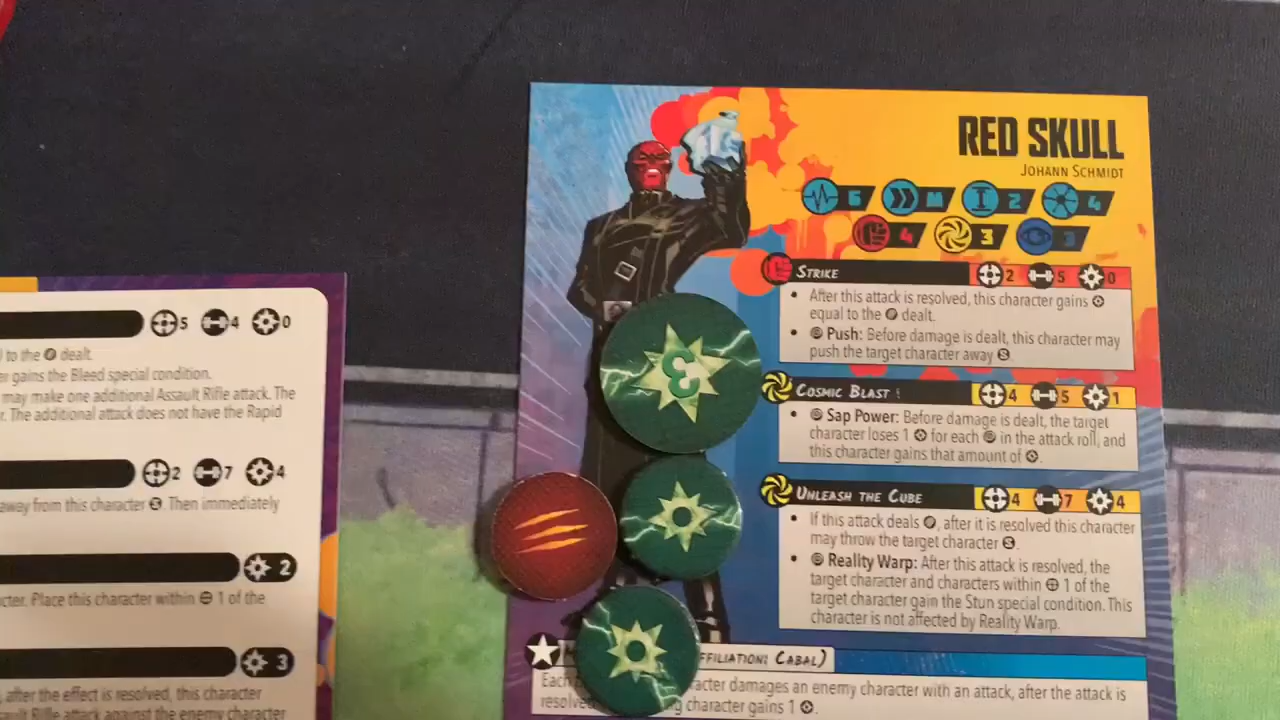 RED SKULL
JOHANN SCHMIDT
6 M 2 4
4 3 3
STRIKE 2 5 0
After this attack is resolved, this character gains
equal to the dealt.
Push: Before damage is dealt, this character may
push the target character away S.
3
COSMIC BLAST 4 5 1
Sap Power: Before damage is dealt, the target
character loses 1 for each in the attack roll, and
this character gains that amount of
UNLEASH THE CUBE 4 7 4
If this attack deals , after it is resolved this character
may throw the target character S.
Reality Warp: After this attack is resolved, the
target character and characters within 1 of the
target character gain the Stun special condition. This
character is not affected by Reality Warp.
FFILIATION: CABAL)
Each acter damages an enemy character with an attack, after the attack is
resolve g character gains 1
5 4 0
to the dealt.
er gains the Bleed special condition.
may make one additional Assault Rifle attack. The
r. The additional attack does not have the Rapid
2 7 4
away from this character S. Then immediately
2
cter. Place this character within 1 of the
3
after the effect is resolved, this character
ault Rifle attack against the enemy character